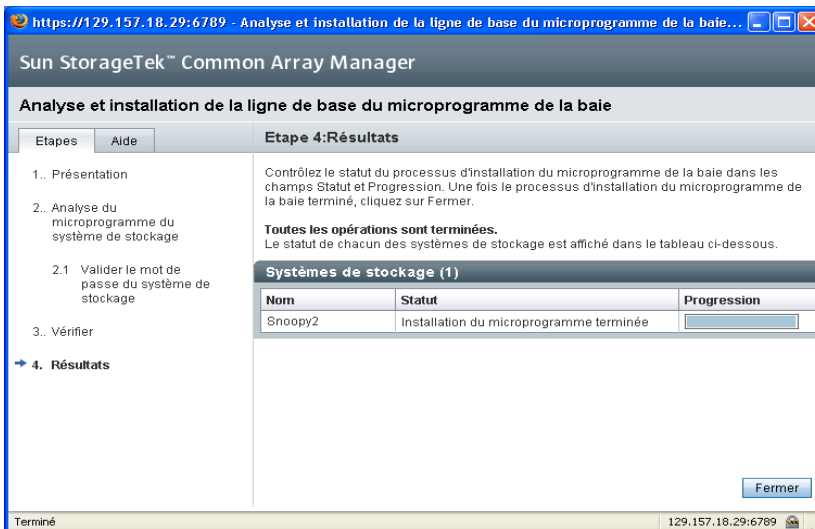 https://129.157.18.29:6789 - Analyse et installation de la ligne de base du microprogramme de la baie...
Sun StorageTek™ Common Array Manager
Analyse et installation de la ligne de base du microprogramme de la baie
Etapes
Aide
1.. Présentation
2.. Analyse du
microprogramme du
système de stockage
2.1 Valider le mot de
passe du système de
stockage
3.. Vérifier
4. Résultats
Etape 4:Résultats
Contrôlez le statut du processus d'installation du microprogramme de la baie dans les
champs Statut et Progression. Une fois le processus d'installation du microprogramme de
la baie terminé, cliquez sur Fermer.
Toutes les opérations sont terminées.
Le statut de chacun des systèmes de stockage est affiché dans le tableau ci-dessous.
Systèmes de stockage (1)
Nom Statut Progression
Snoopy2 Installation du microprogramme terminée
Fermer
Terminé
129.157.18.29:6789